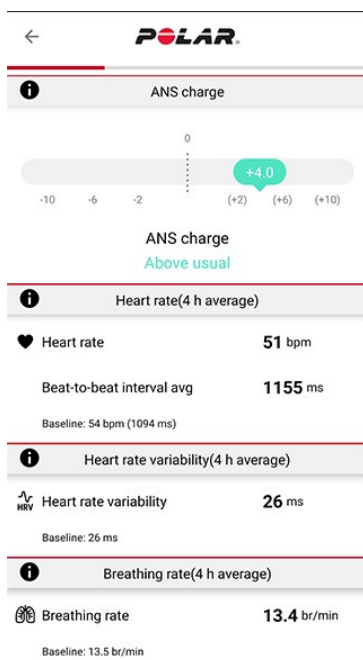 POLAR.
ANS charge
0
+4.0
-10 -6 -2 (+2) (+6) (+10)
ANS charge
Above usual
Heart rate(4 h average)
Heart rate 51 bpm
Beat-to-beat interval avg 1155 ms
Baseline: 54 bpm (1094 ms)
Heart rate variability(4 h average)
HRV Heart rate variability 26 ms
Baseline: 26 ms
Breathing rate(4 h average)
Breathing rate 13.4 br/min
Baseline: 13.5 br/min